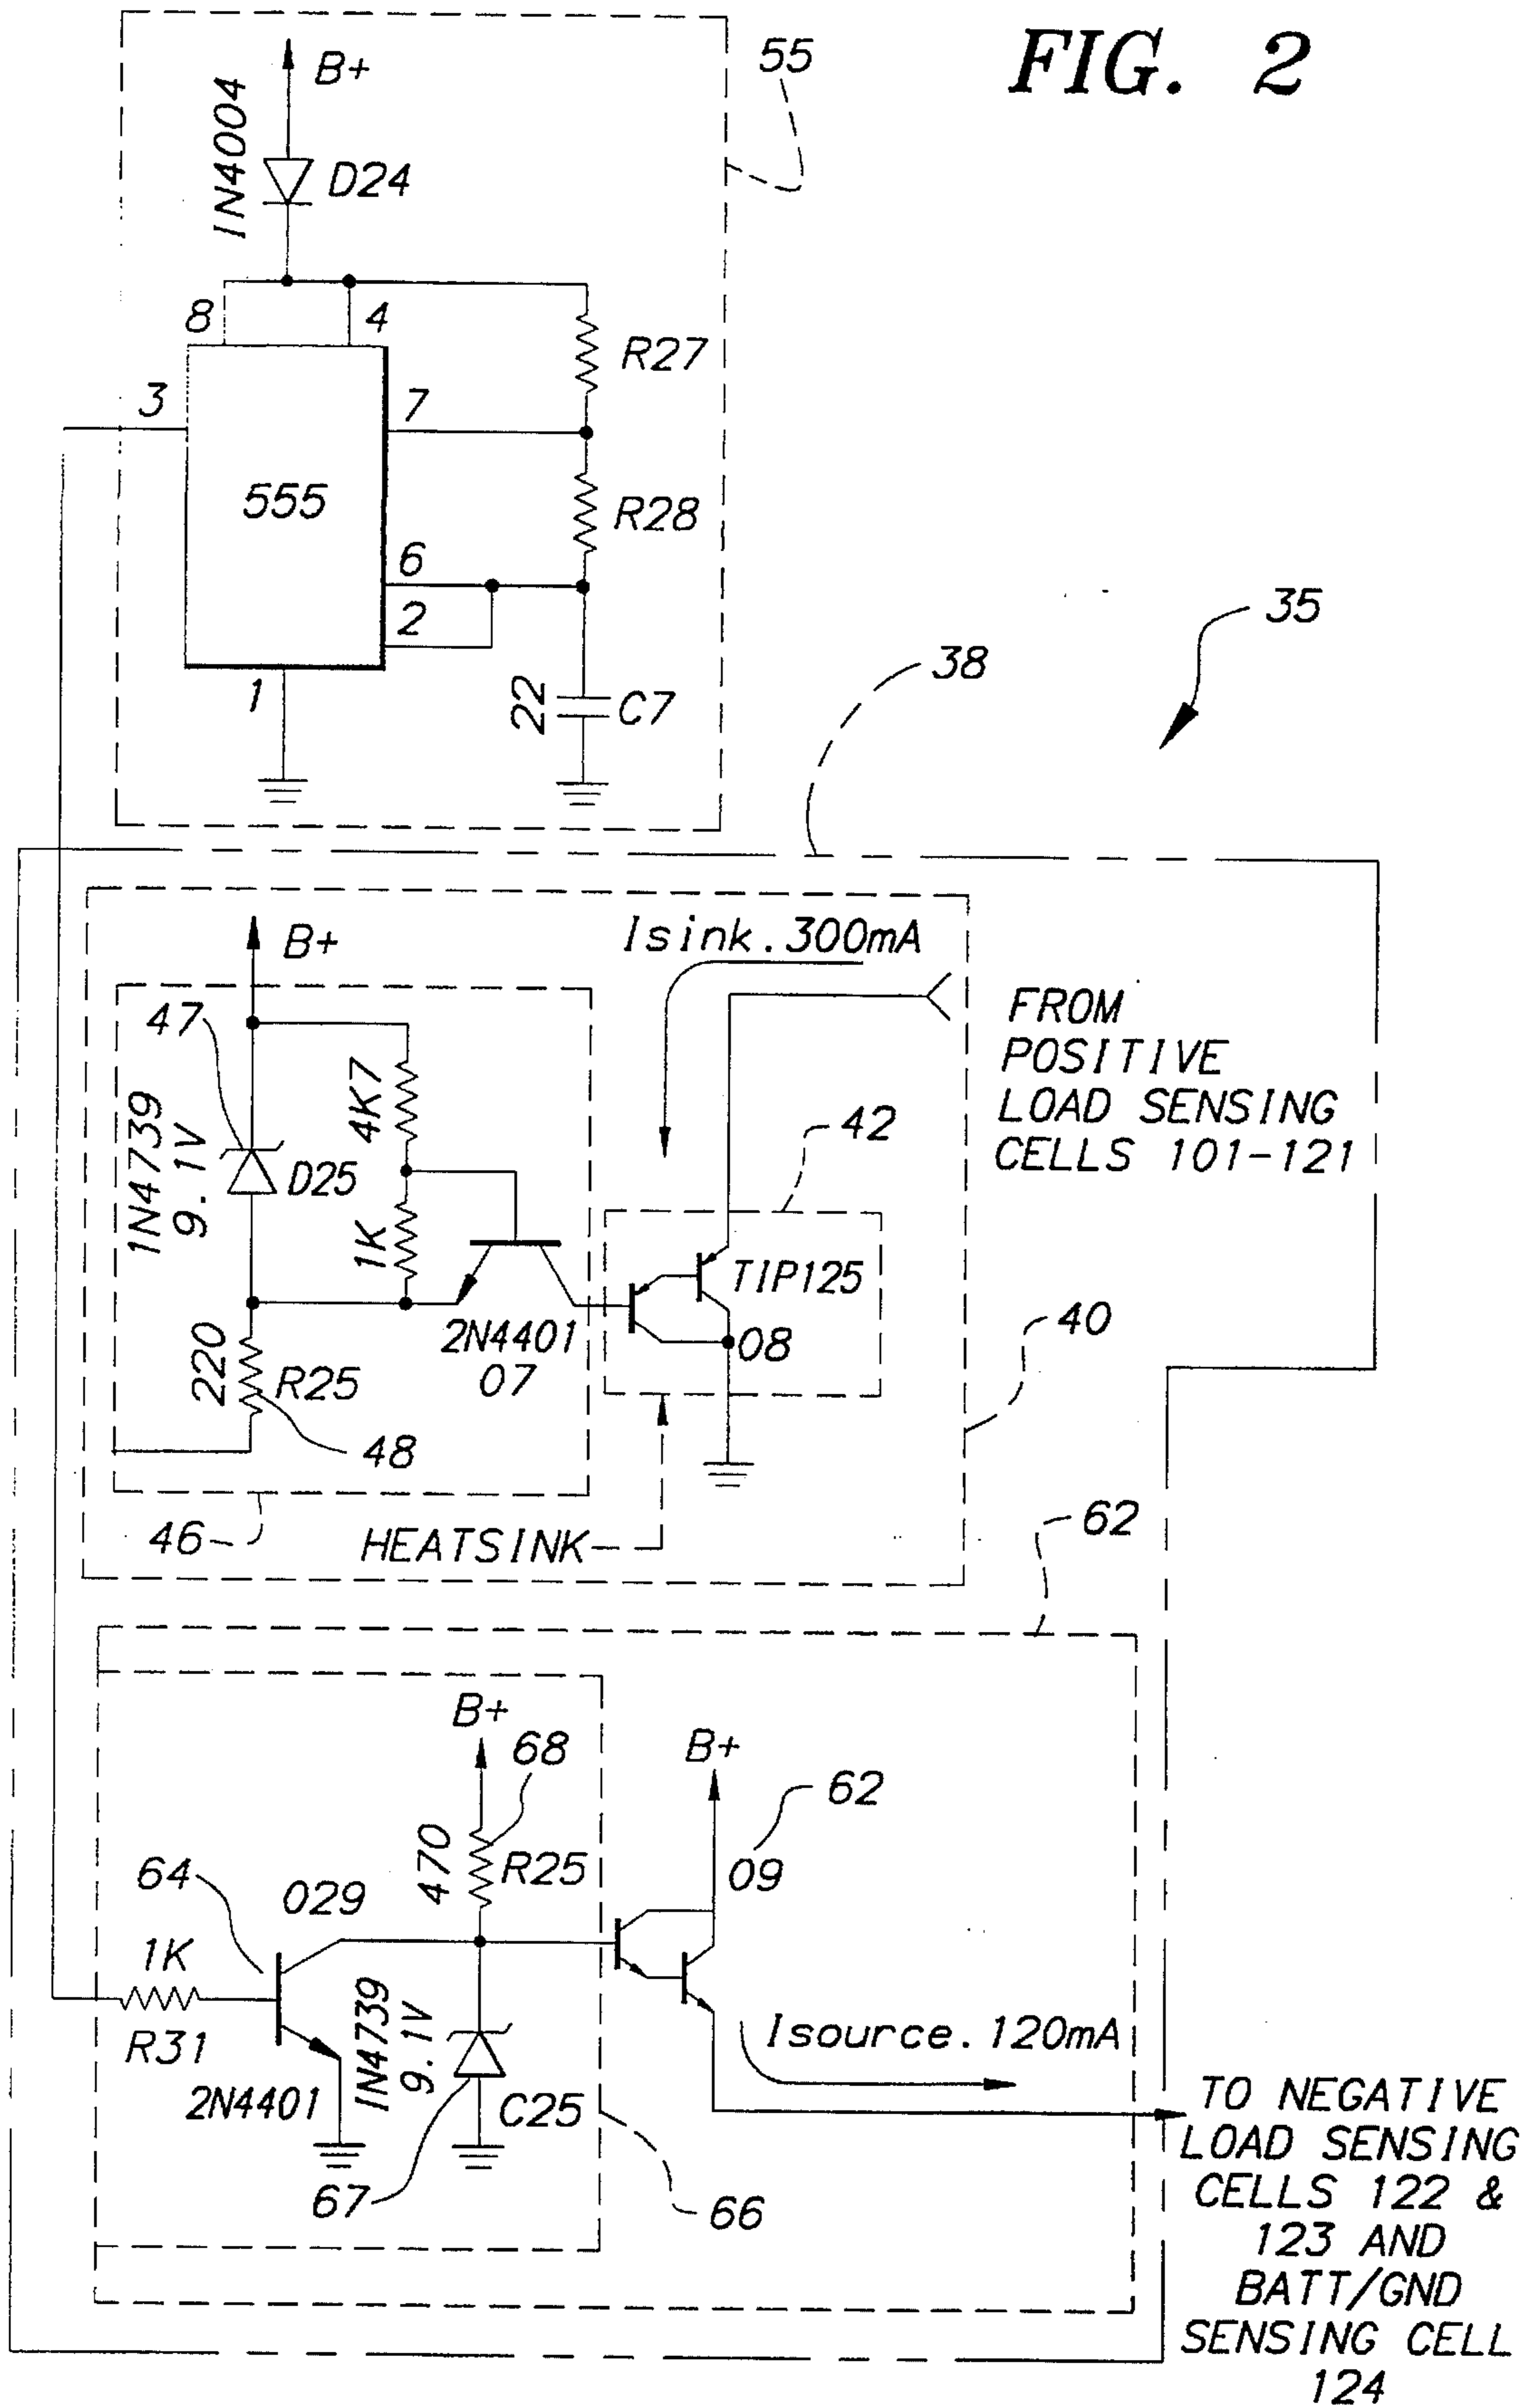 FIG. 2
55
B+
1N4004
D24
8
4
R27
3
7
555
R28
6
2
1
22
C7
35
38
B+
Isink.300mA
47
FROM
POSITIVE
LOAD SENSING
CELLS 101-121
1N4739
9.1V
4K7
D25
42
1K
TIP125
2N4401
07
08
40
220
R25
48
46
HEATSINK
62
B+
68
B+
62
470
R25
09
64
029
1K
R31
1N4739
9.1V
Isource.120mA
2N4401
C25
67
66
TO NEGATIVE
LOAD SENSING
CELLS 122 &
123 AND
BATT/GND
SENSING CELL
124